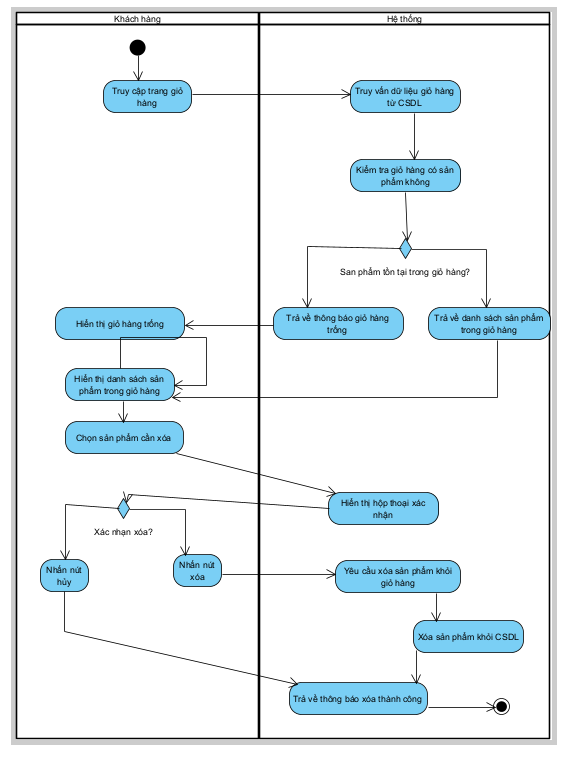 Khách hàng
Hệ thống
Truy cập trang giỏ
hàng
Truy vấn dữ liệu giỏ hàng
từ CSDL
Kiểm tra giỏ hàng có sản
phẩm không
San phẩm tồn tại trong giỏ hàng?
Hiển thị giỏ hàng trống
Trả về thông báo giỏ hàng
trống
Trả về danh sách sản phẩm
trong giỏ hàng
Hiển thị danh sách sản
phẩm trong giỏ hàng
Chọn sản phẩm cần xóa
Hiển thị hộp thoại xác
nhận
Xác nhạn xóa?
Nhấn nút
hủy
Nhấn nút
xóa
Yêu cầu xóa sản phẩm khỏi
giỏ hàng
Xóa sản phẩm khỏi CSDL
Trả về thông báo xóa thành công